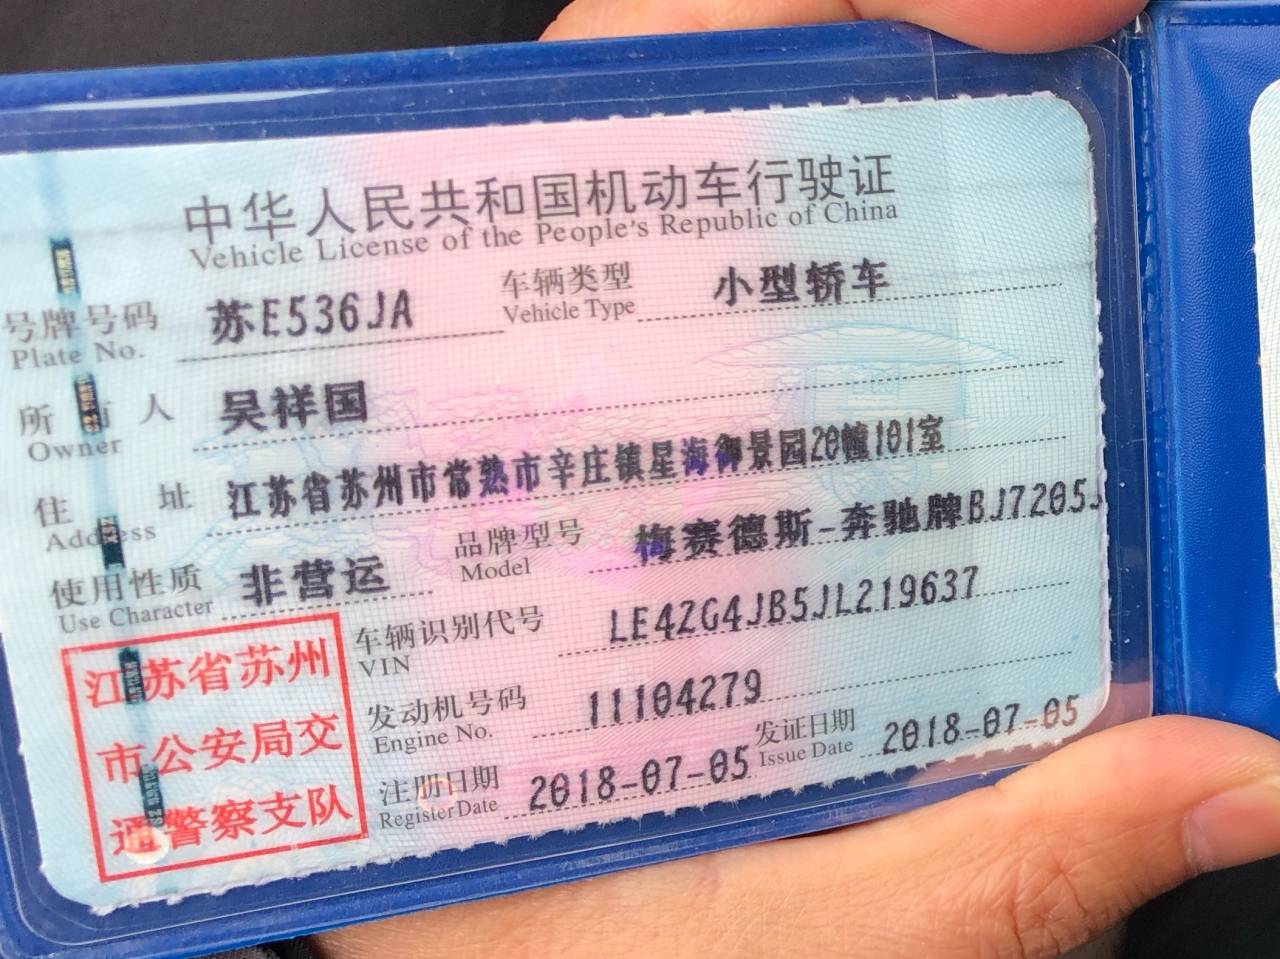 中华人民共和国机动车行驶证
Vehicle License of the People's Republic of China
号牌号码 苏E536JA 车辆类型 小型轿车
Plate No. Vehicle Type
所有人 吴祥国
Owner
住址 江苏省苏州市常熟市辛庄镇星海御景园20幢101室
Address
使用性质 非营运 品牌型号 梅赛德斯-奔驰牌BJ7205J
Use Character Model
车辆识别代号 LE4ZG4JB5JL219637
VIN
发动机号码 11104279
Engine No.
注册日期 2018-07-05 发证日期 2018-07-05
Register Date Issue Date
江苏省苏州
市公安局交
通警察支队